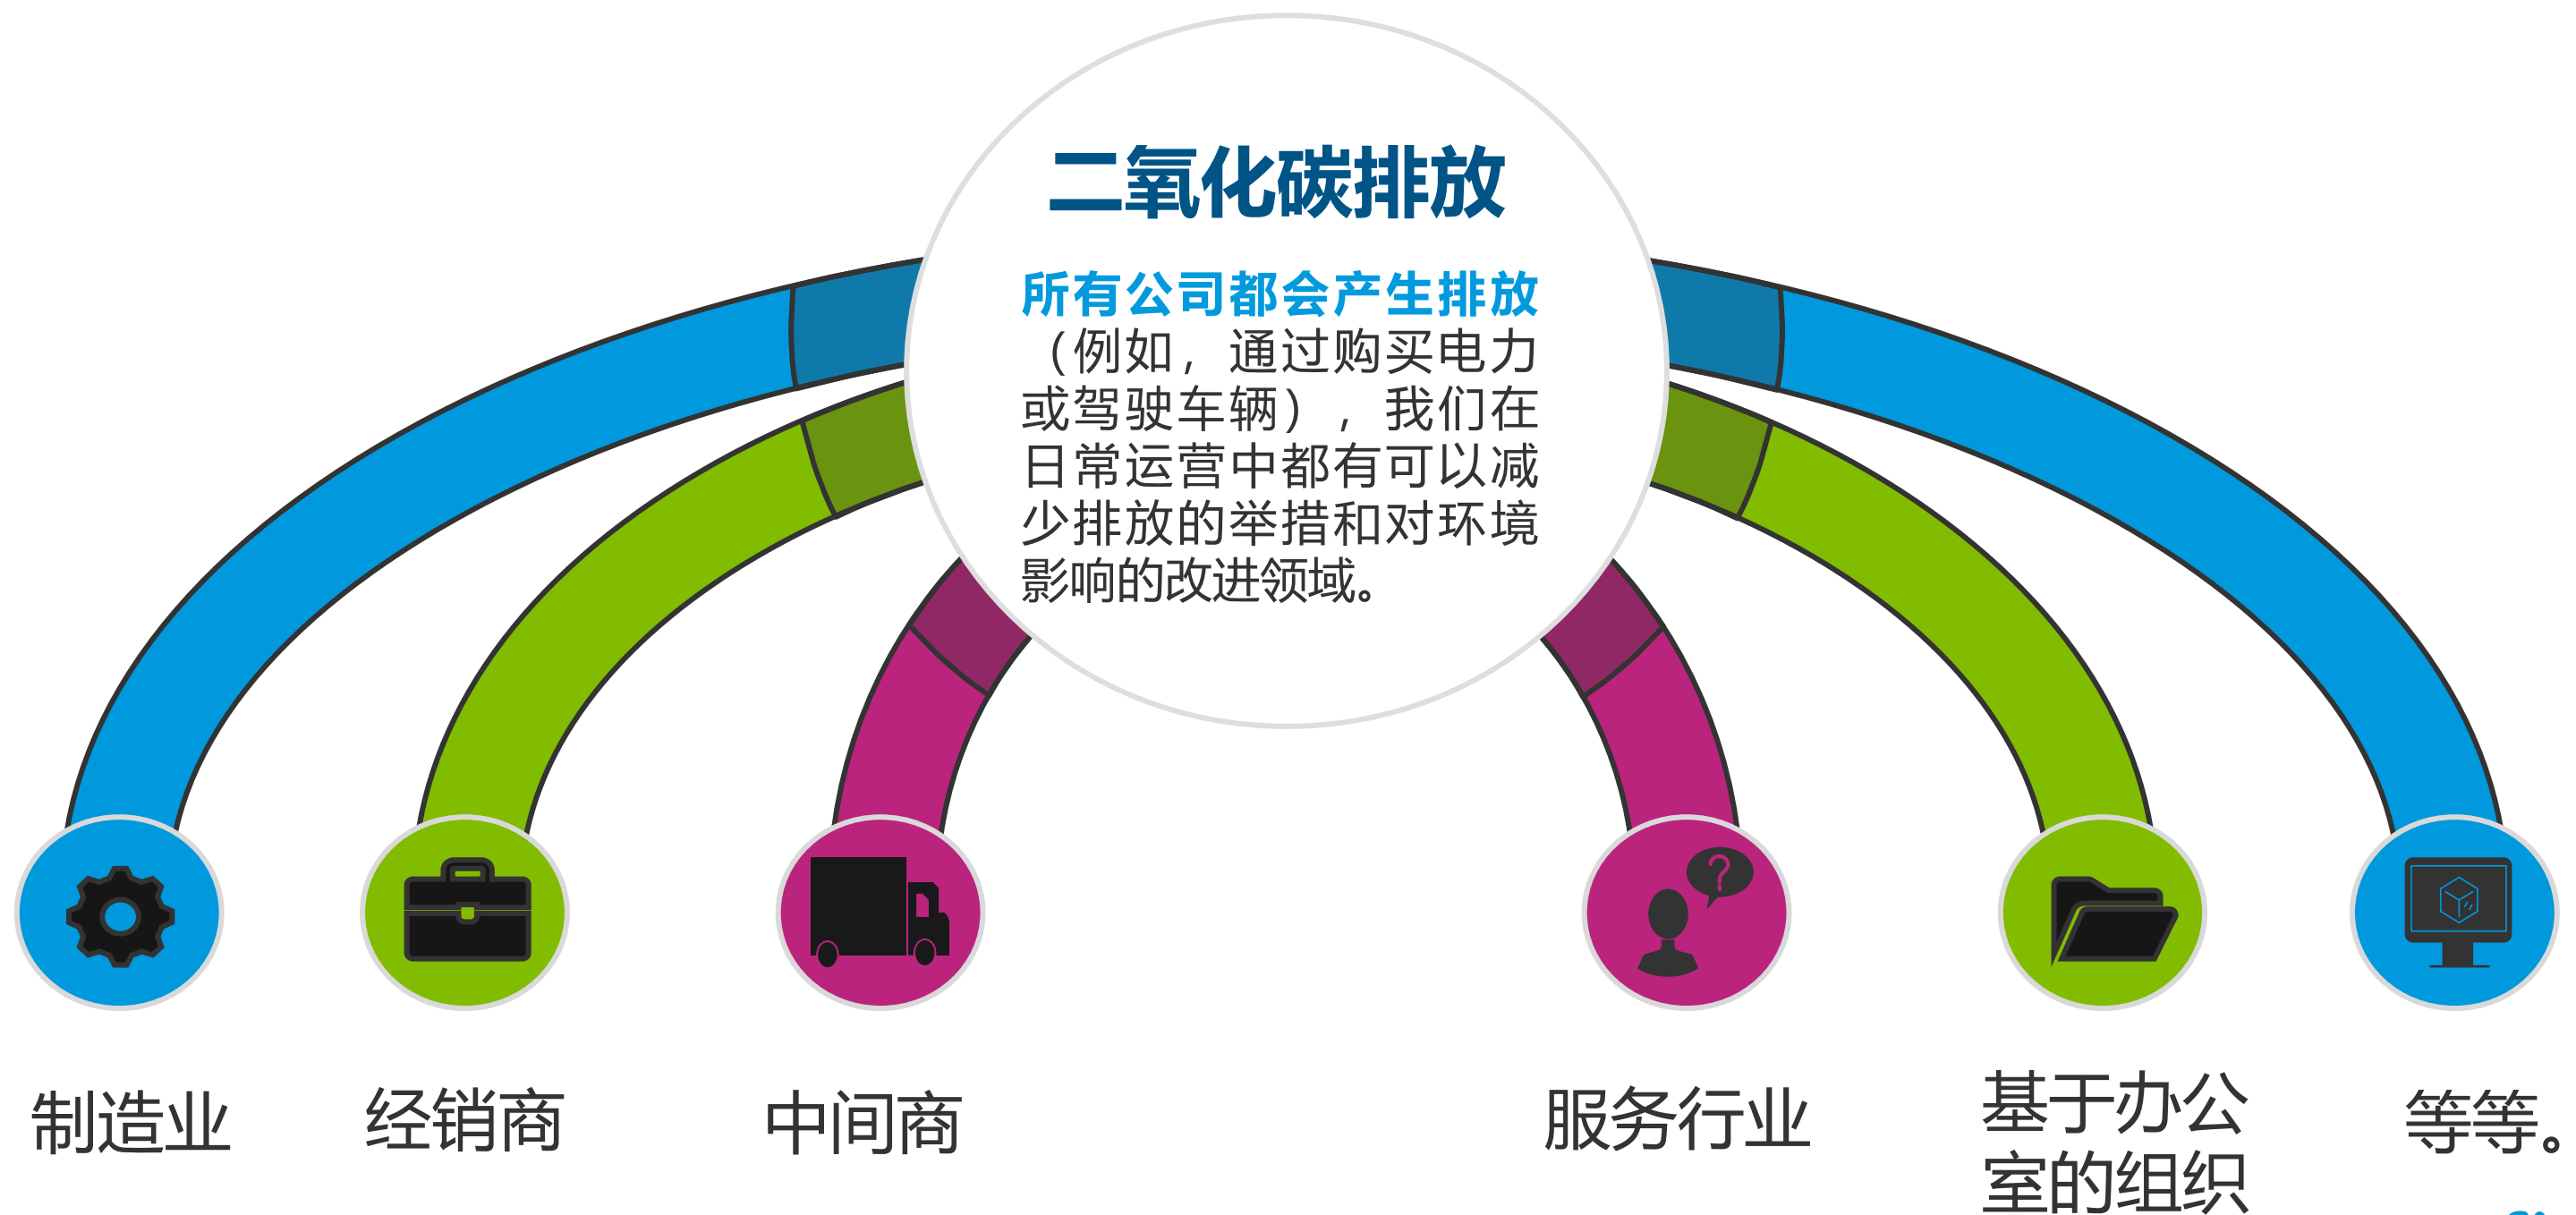 二氧化碳排放
所有公司都会产生排放
（例如，通过购买电力
或驾驶车辆），我们在
日常运营中都有可以减
少排放的举措和对环境
影响的改进领域。
制造业
经销商
中间商
服务行业
基于办公
室的组织
等等。